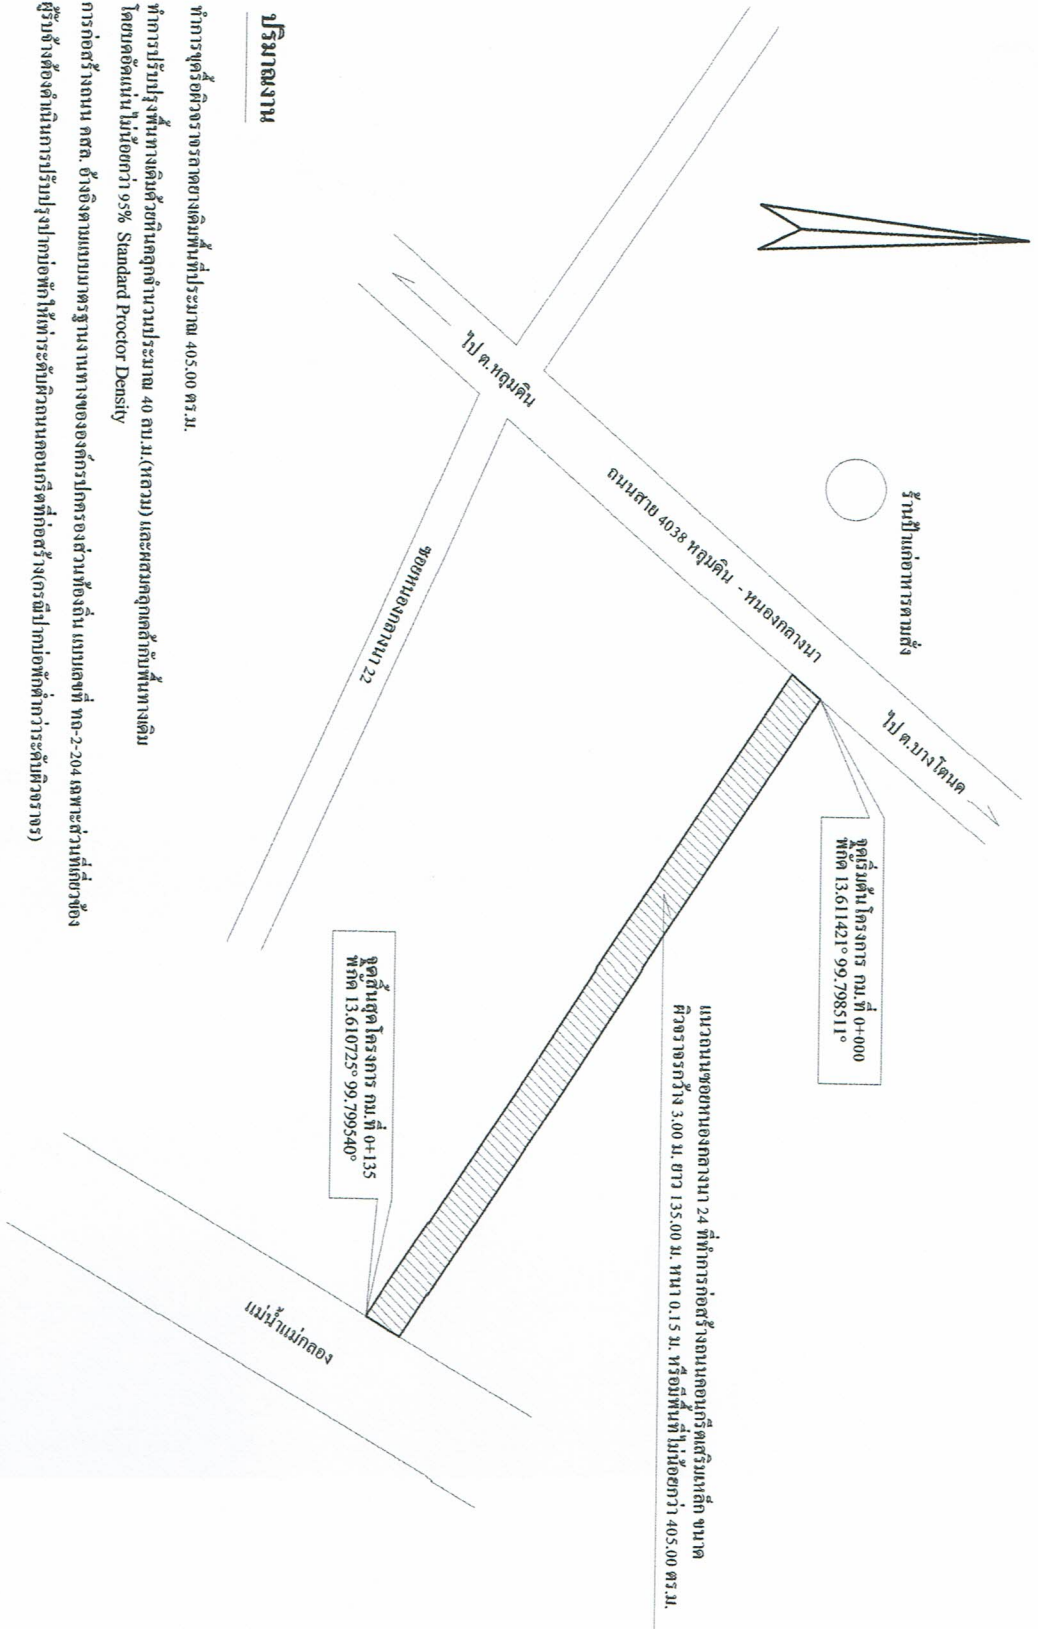 ร้านป้าแก่อาหารตามสั่ง
ไป ต.บางโตนด
จุดเริ่มต้นโครงการ กม.ที่ 0+000
พิกัด 13.611421° 99.798511°
ถนนสาย 4038 หลุมดิน - หนองกลางนา
ไป ต.หลุมดิน
แนวถนนซอยหนองกลางนา 24 ที่ทำการก่อสร้างถนนคอนกรีตเสริมเหล็ก ขนาด
ผิวจราจรกว้าง 3.00 ม. ยาว 135.00 ม. หนา 0.15 ม. หรือมีพื้นที่ไม่น้อยกว่า 405.00 ตร.ม.
ซอยหนองกลางนา 22
จุดสิ้นสุดโครงการ กม.ที่ 0+135
พิกัด 13.610725° 99.799540°
แม่น้ำแม่กลอง
ปริมาณงาน
ทำการขุดรื้อผิวจราจรลาดยางเดิมพื้นที่ประมาณ 405.00 ตร.ม.
ทำการปรับปรุงพื้นทางเดิมด้วยหินคลุกจำนวนประมาณ 40 ลบ.ม.(หลวม) และผสมคลุกเคล้ากับพื้นทางเดิม
โดยบดอัดแน่นไม่น้อยกว่า 95% Standard Proctor Density
การก่อสร้างถนน คสล. อ้างอิงตามแบบมาตรฐานงานทางขององค์กรปกครองส่วนท้องถิ่น แบบเลขที่ ทถ-2-204 เฉพาะส่วนที่เกี่ยวข้อง
ผู้รับจ้างต้องดำเนินการปรับปรุงปากบ่อพักให้เท่าระดับผิวถนนคอนกรีตที่ก่อสร้าง(กรณีปากบ่อพักต่ำกว่าระดับผิวจราจร)